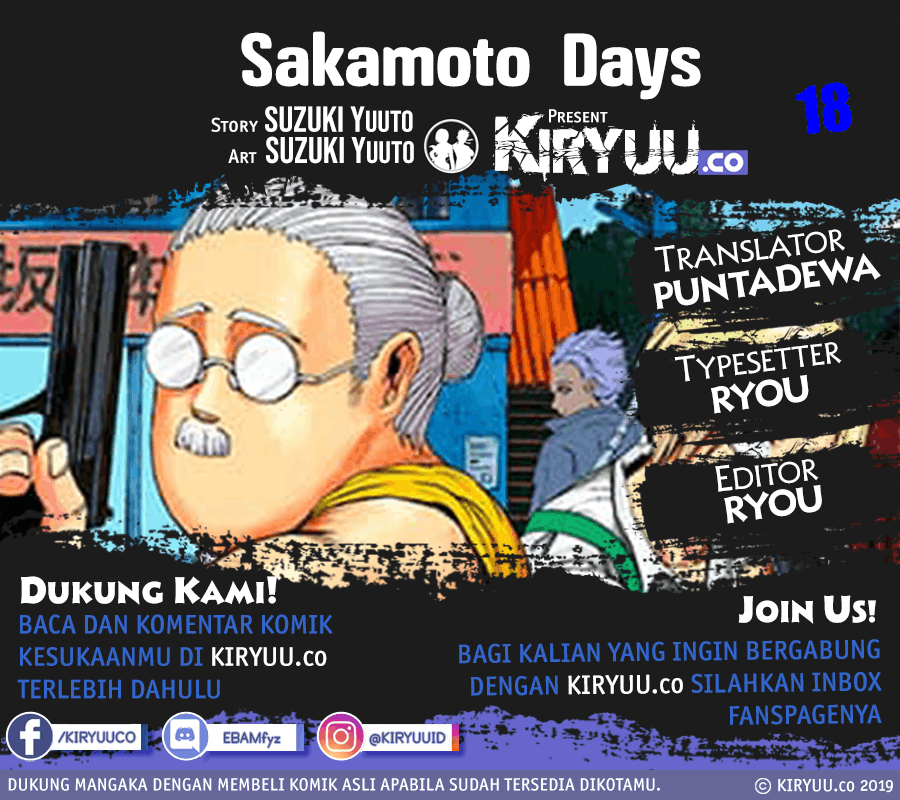 Sakamoto Days
18
STORY SUZUKI YUUTO
ART SUZUKI YUUTO
PRESENT
KIRYUU.CO
坂本
TRANSLATOR
PUNTADEWA
TYPESETTER
RYOU
EDITOR
RYOU
DUKUNG KAMI!
BACA DAN KOMENTAR KOMIK
KESUKAANMU DI KIRYUU.co
TERLEBIH DAHULU
JOIN US!
BAGI KALIAN YANG INGIN BERGABUNG
DENGAN KIRYUU.co SILAHKAN INBOX
FANSPAGENYA
/KIRYUUCO
EBAMfyz
@KIRYUUID
DUKUNG MANGAKA DENGAN MEMBELI KOMIK ASLI APABILA SUDAH TERSEDIA DIKOTAMU.
© KIRYUU.co 2019